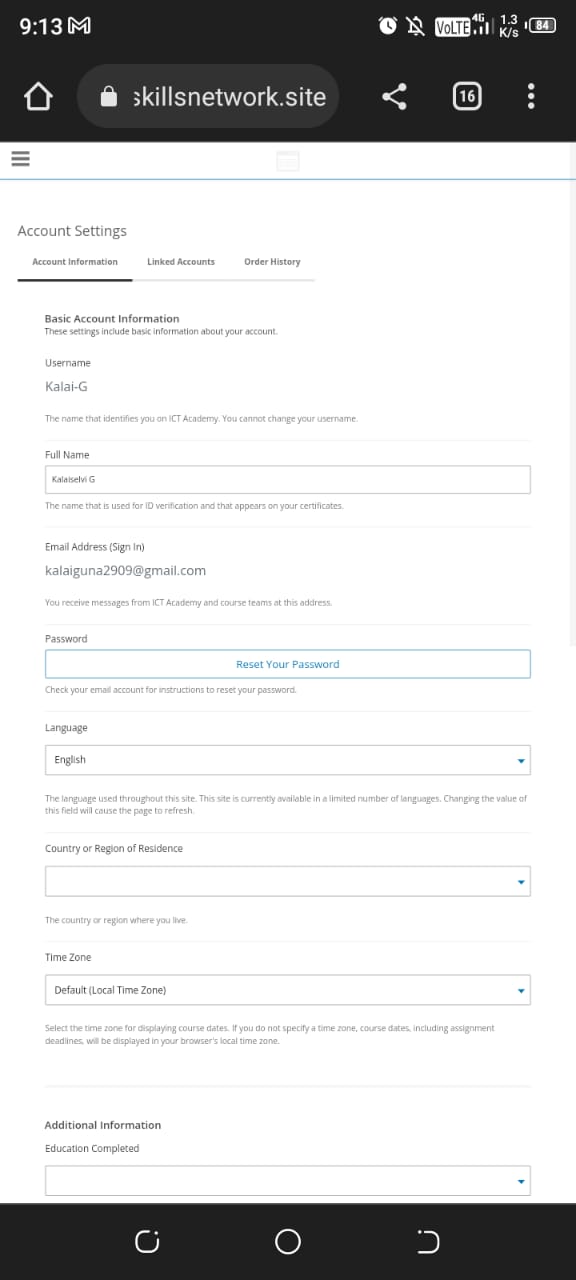 9:13
VoLTE 4G 1.3 K/s 84
skillsnetwork.site
16
Account Settings
Account Information Linked Accounts Order History
Basic Account Information
These settings include basic information about your account.
Username
Kalai-G
The name that identifies you on ICT Academy. You cannot change your username.
Full Name
Kalaiselvi G
The name that is used for ID verification and that appears on your certificates.
Email Address (Sign In)
kalaiguna2909@gmail.com
You receive messages from ICT Academy and course teams at this address.
Password
Reset Your Password
Check your email account for instructions to reset your password.
Language
English
The language used throughout this site. This site is currently available in a limited number of languages. Changing the value of
this field will cause the page to refresh.
Country or Region of Residence
The country or region where you live.
Time Zone
Default (Local Time Zone)
Select the time zone for displaying course dates. If you do not specify a time zone, course dates, including assignment
deadlines, will be displayed in your browser's local time zone.
Additional Information
Education Completed